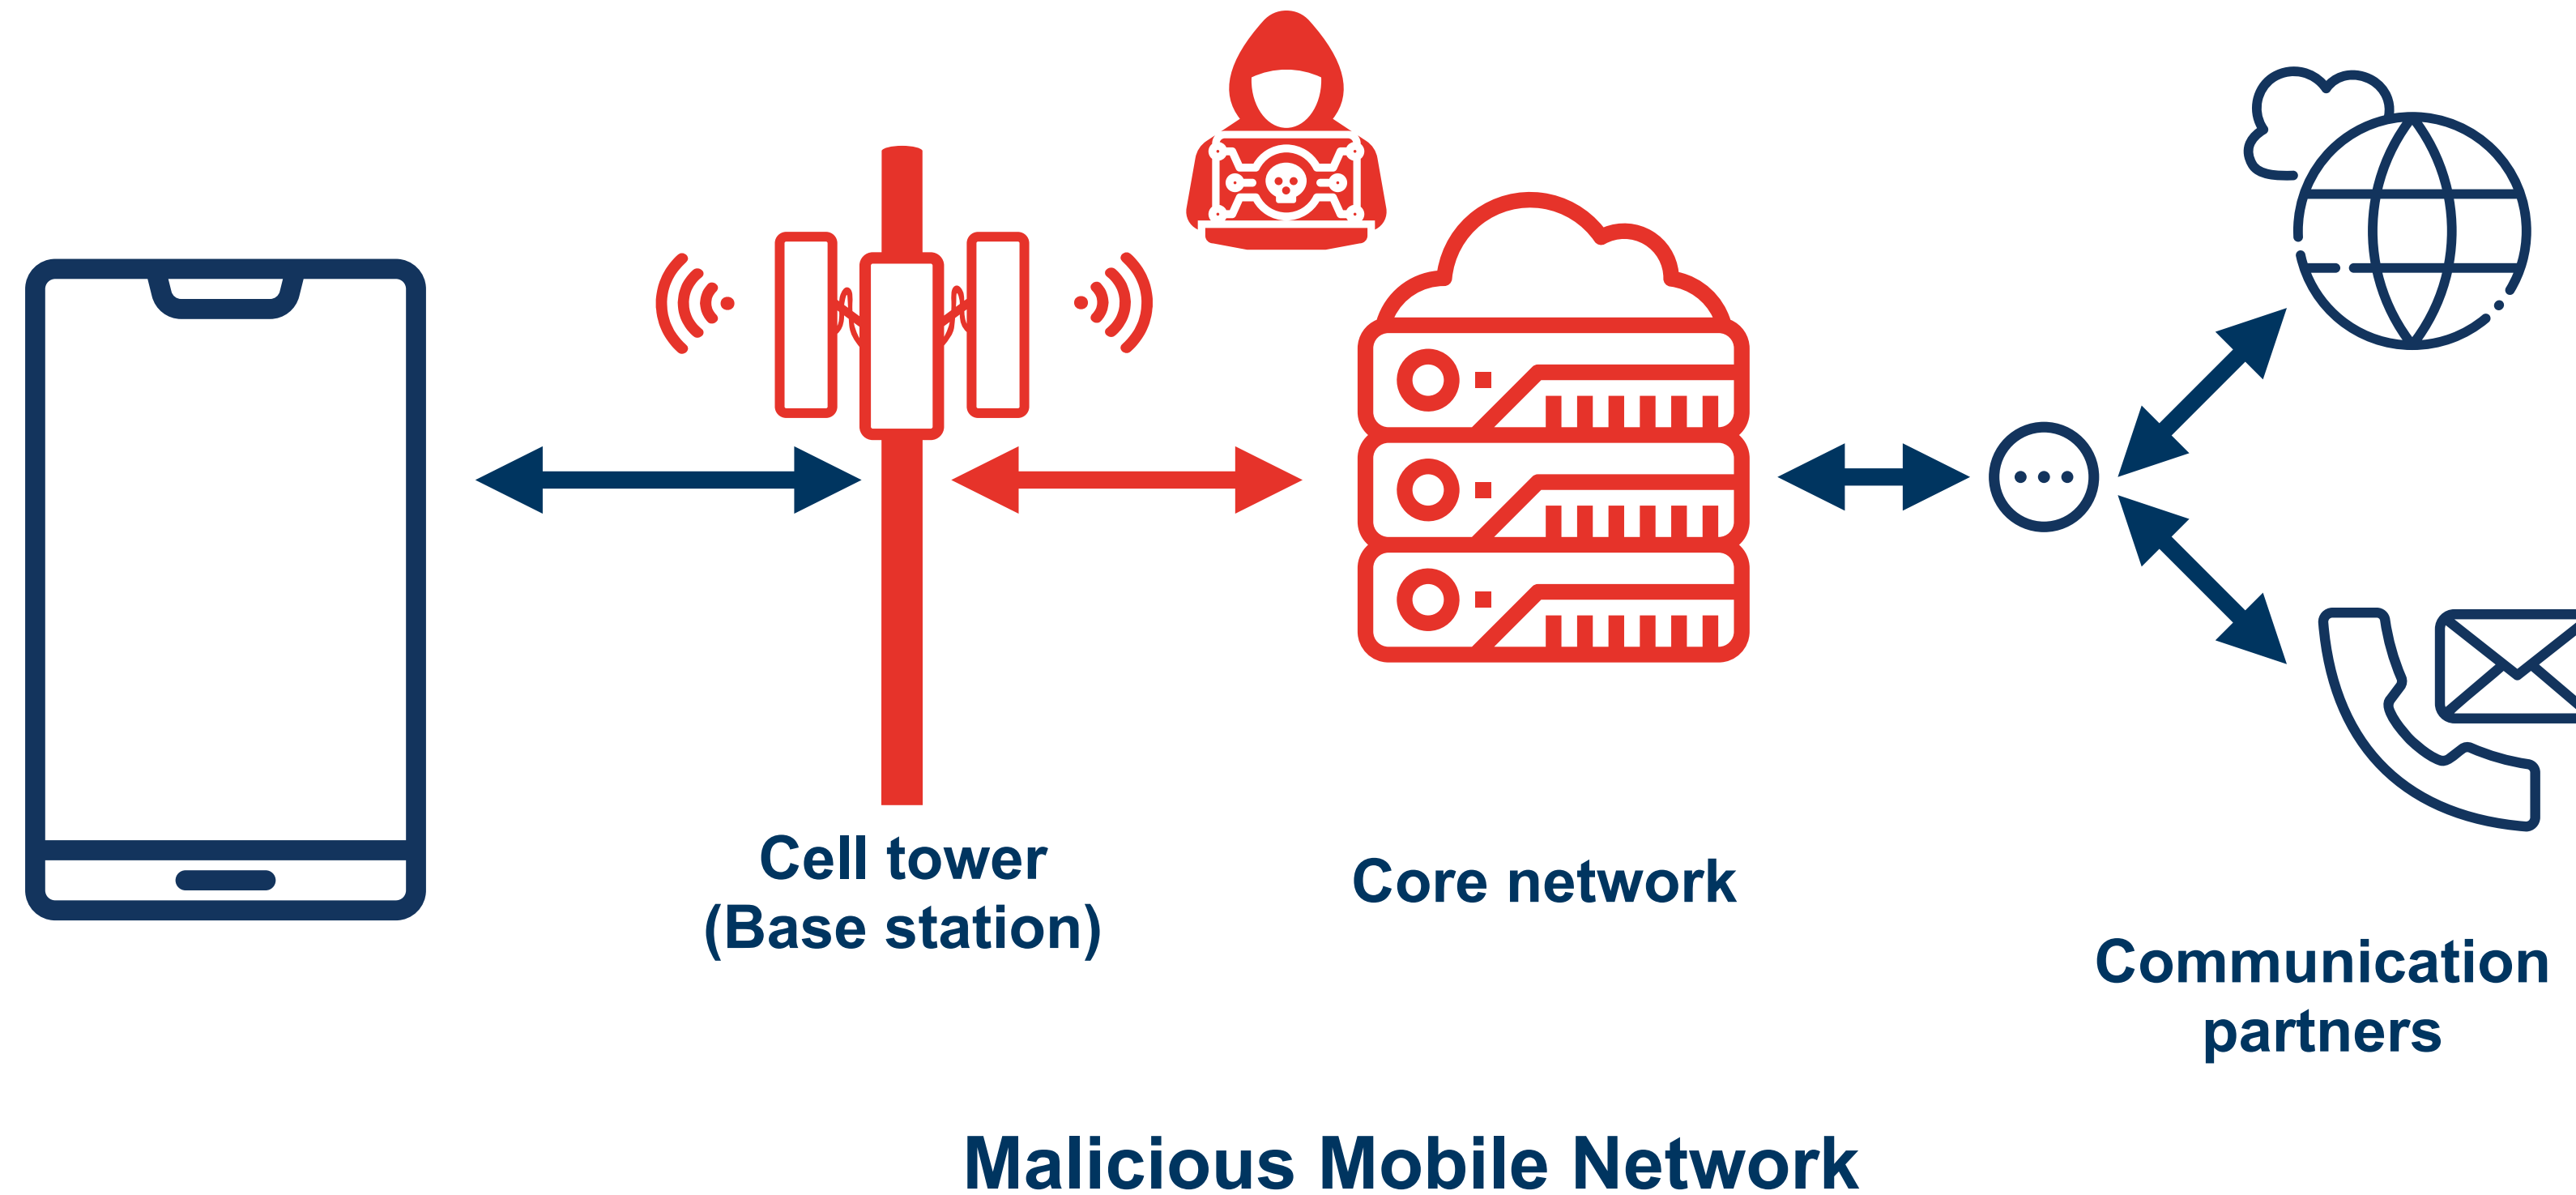 Cell tower
(Base station)
Core network
Communication
partners
Malicious Mobile Network